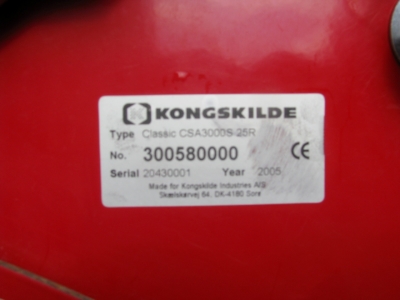 KONGSKILDE
Type Classic CSA3000S 25R
No. 300580000 CE
Serial 20430001 Year 2005
Made for Kongskilde Industries A/S
Skælskørvej 64, DK-4180 Sorø